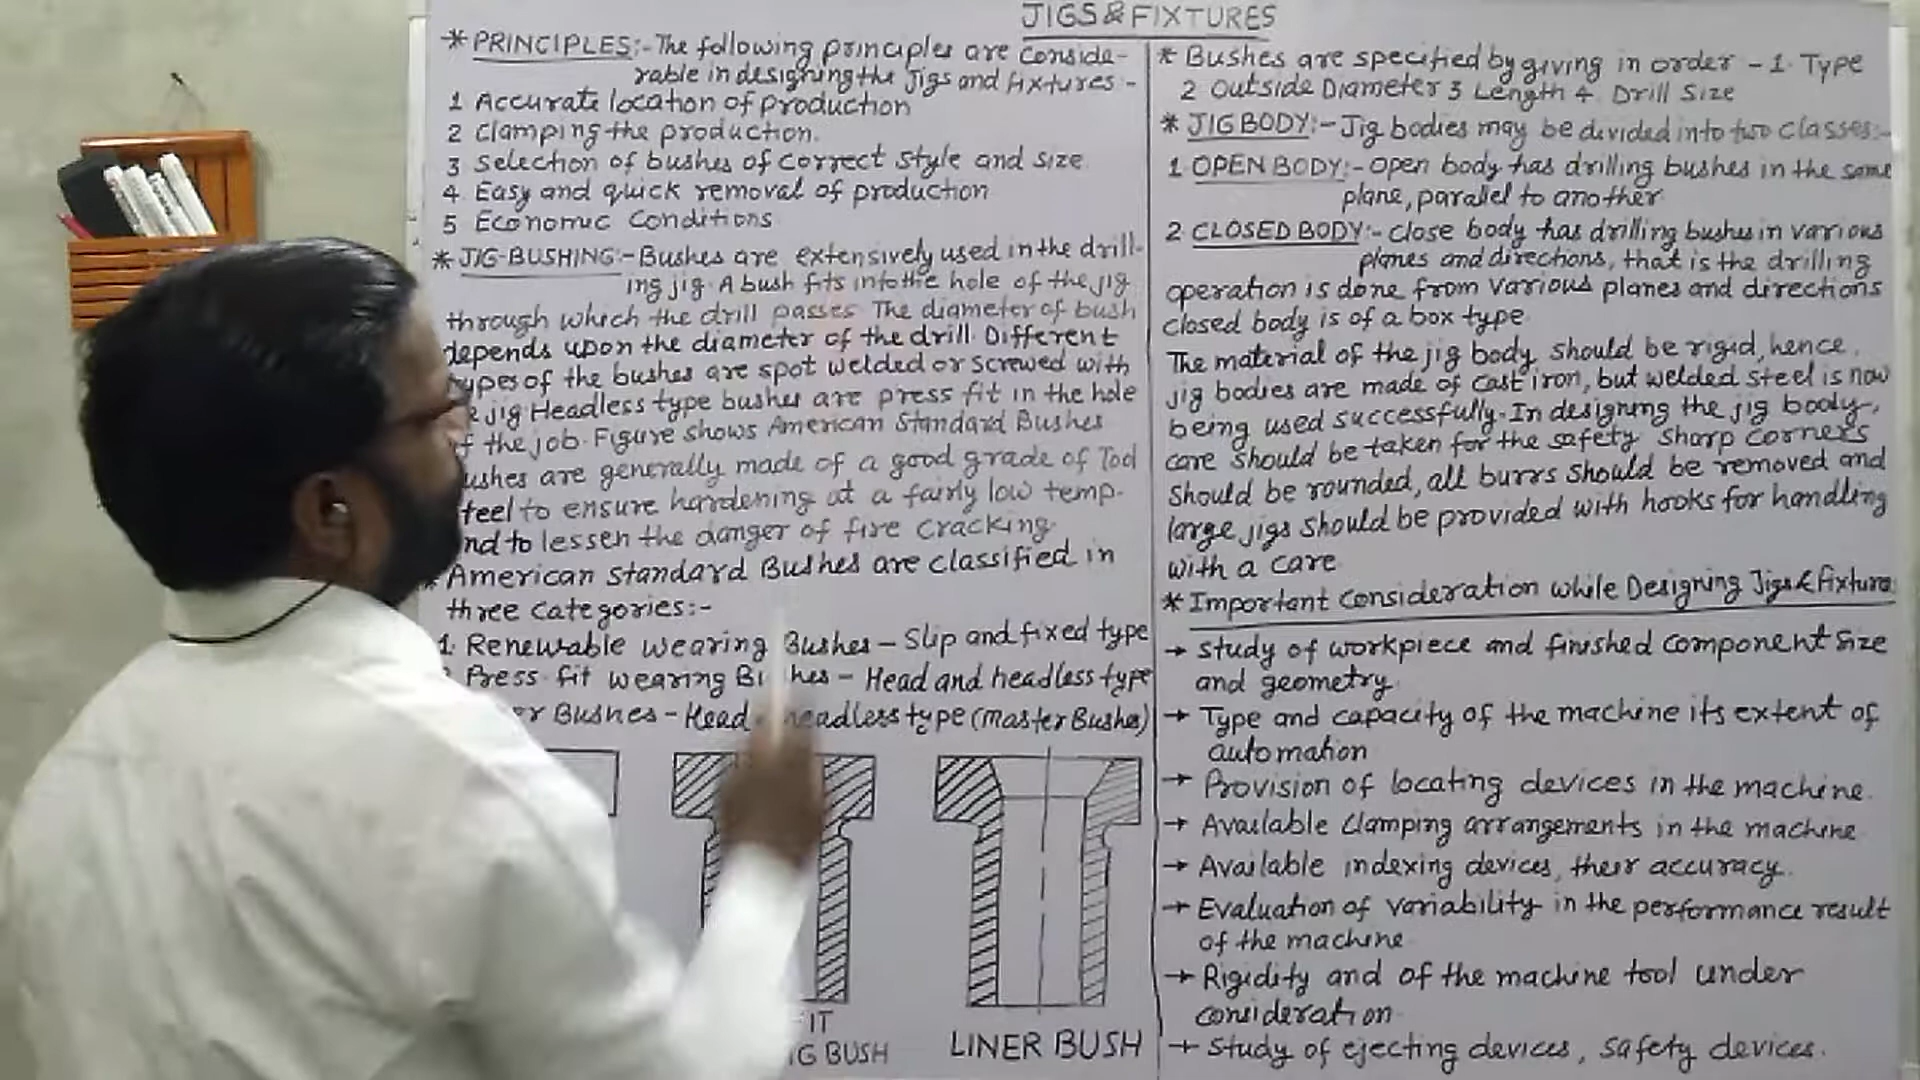 JIGS & FIXTURES
* PRINCIPLES:- The following principles are conside-
rable in designing the Jigs and fixtures:-
1 Accurate location of production
2 Clamping the production.
3 Selection of bushes of correct style and size
4. Easy and quick removal of production
5 Economic Conditions
* JIG-BUSHING:- Bushes are extensively used in the drill-
ing jig. A bush fits into the hole of the jig
through which the drill passes The diameter of bush
depends upon the diameter of the drill Different
types of the bushes are spot welded or screwed with
jig Headless type bushes are press fit in the hole
of the job. Figure shows American Standard Bushes
ushes are generally made of a good grade of Tool
teel to ensure hardening at a fairly low temp-
nd to lessen the danger of fire cracking
* American Standard Bushes are classified in
three categories:-
1. Renewable wearing Bushes - Slip and fixed type
Press fit wearing Bushes - Head and headless type
er Bushes - Head headless type (master Bushes)
FIT
G BUSH
LINER BUSH
* Bushes are specified by giving in order - 1. Type
2 Outside Diameter 3 Length 4. Drill Size
* JIG BODY:- Jig bodies may be divided into two classes:-
1. OPEN BODY:- Open body has drilling bushes in the same
plane, parallel to another
2 CLOSED BODY:- Close body has drilling bushes in various
planes and directions, that is the drilling
operation is done from various planes and directions
closed body is of a box type.
The material of the jig body should be rigid, hence
jig bodies are made of cast iron, but welded steel is now
being used successfully. In designing the jig body,
care should be taken for the safety sharp corners
should be rounded, all burrs should be removed and
large jigs should be provided with hooks for handling
with a care
* Important consideration while Designing Jigs & fixture
→ Study of workpiece and finished component size
and geometry
→ Type and capacity of the machine its extent of
automation
→ Provision of locating devices in the machine.
→ Available clamping arrangements in the machine
→ Available indexing devices, their accuracy.
→ Evaluation of variability in the performance result
of the machine
→ Rigidity and of the machine tool under
consideration
→ Study of ejecting devices, safety devices.